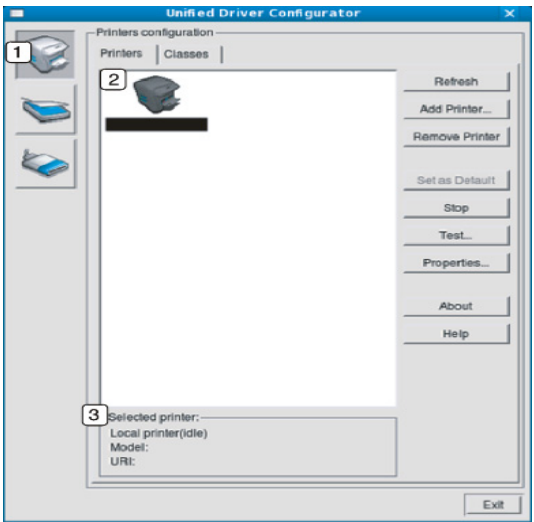 Unified Driver Configurator
Printers configuration
1
Printers Classes
2
Refresh
Add Printer...
Remove Printer
Set as Default
Stop
Test...
Properties...
About
Help
3
Selected printer:
Local printer(idle)
Model:
URI:
Exit